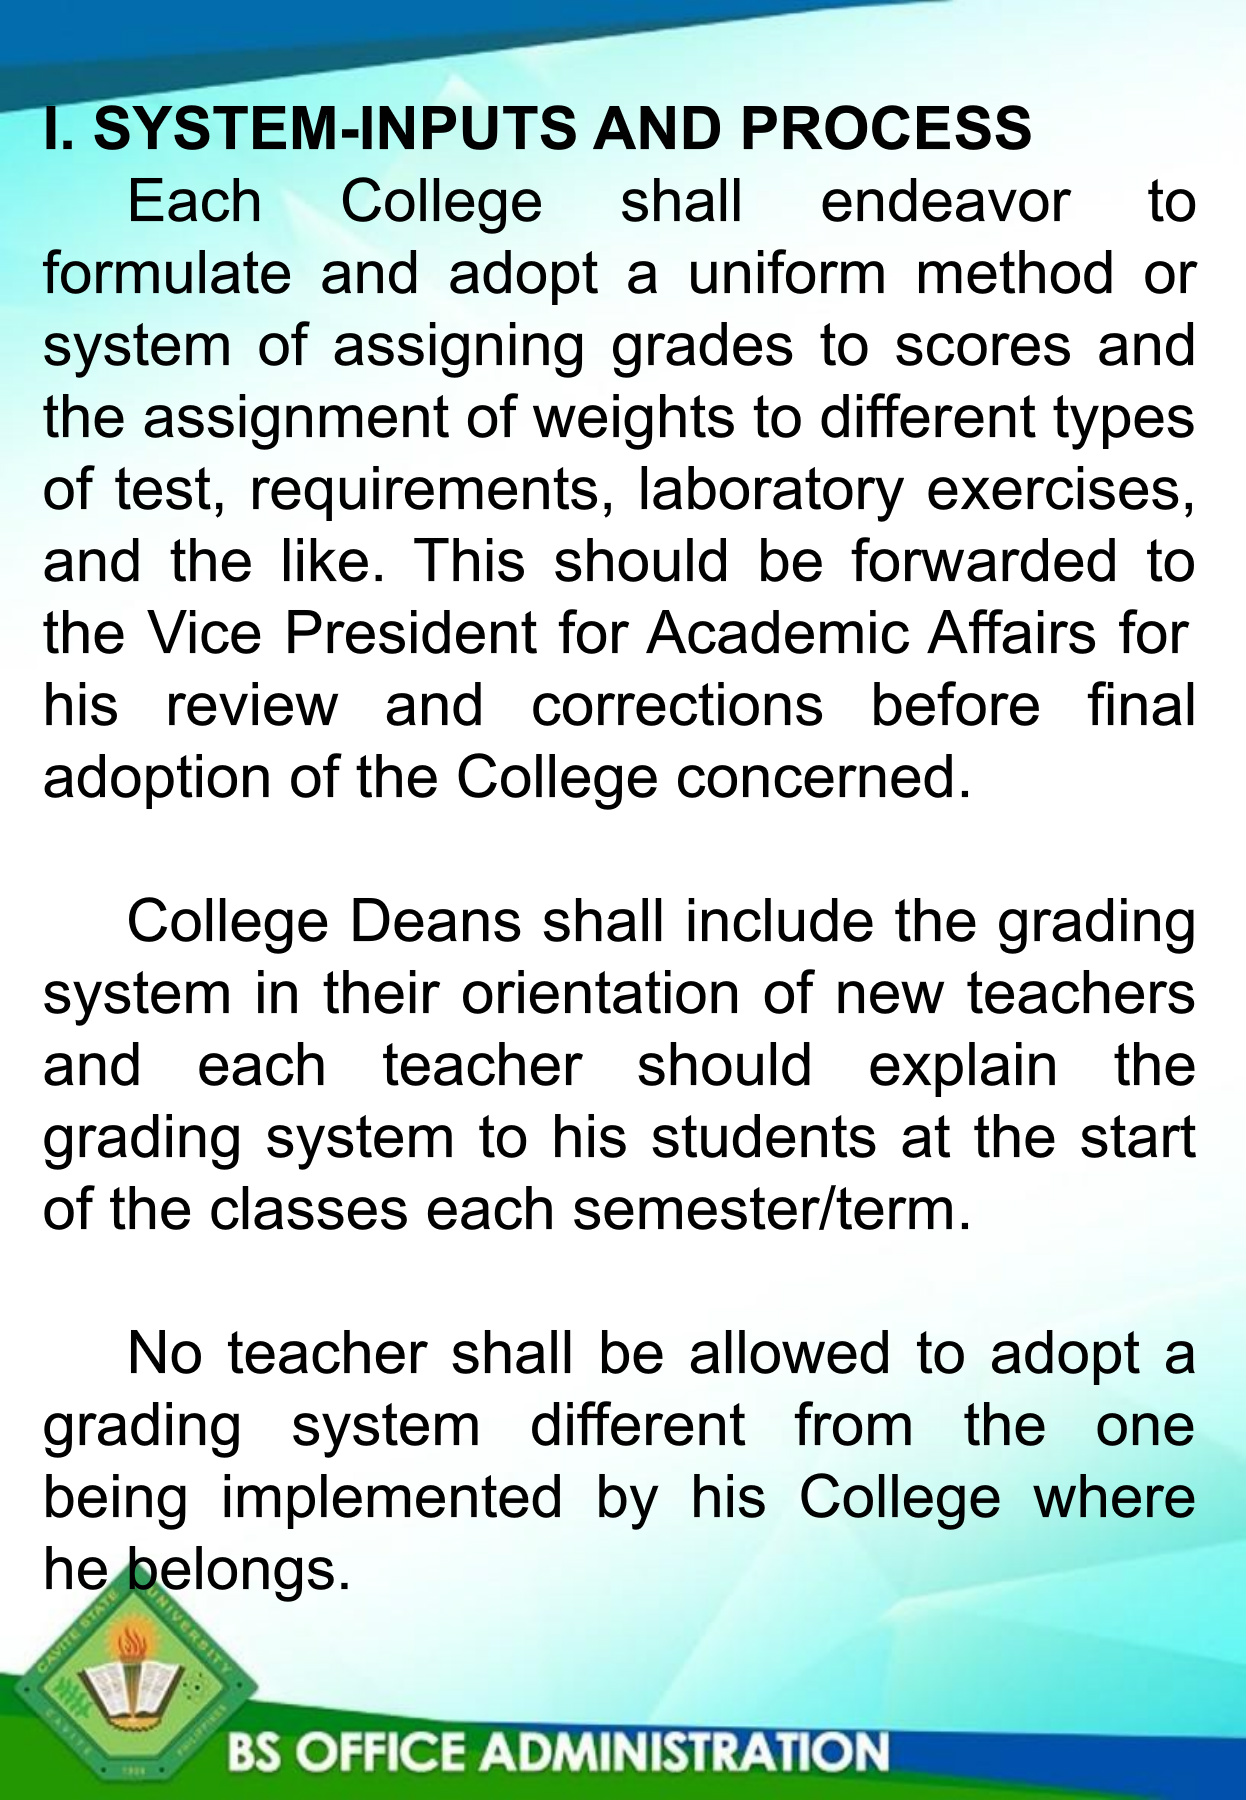 I. SYSTEM-INPUTS AND PROCESS
Each College shall endeavor to
formulate and adopt a uniform method or
system of assigning grades to scores and
the assignment of weights to different types
of test, requirements, laboratory exercises,
and the like. This should be forwarded to
the Vice President for Academic Affairs for
his review and corrections before final
adoption of the College concerned.
College Deans shall include the grading
system in their orientation of new teachers
and each teacher should explain the
grading system to his students at the start
of the classes each semester/term.
No teacher shall be allowed to adopt a
grading system different from the one
being implemented by his College where
he belongs.
CAVITE STATE UNIVERSITY
CAVITE
PHILIPPINES
1906
BS OFFICE ADMINISTRATION